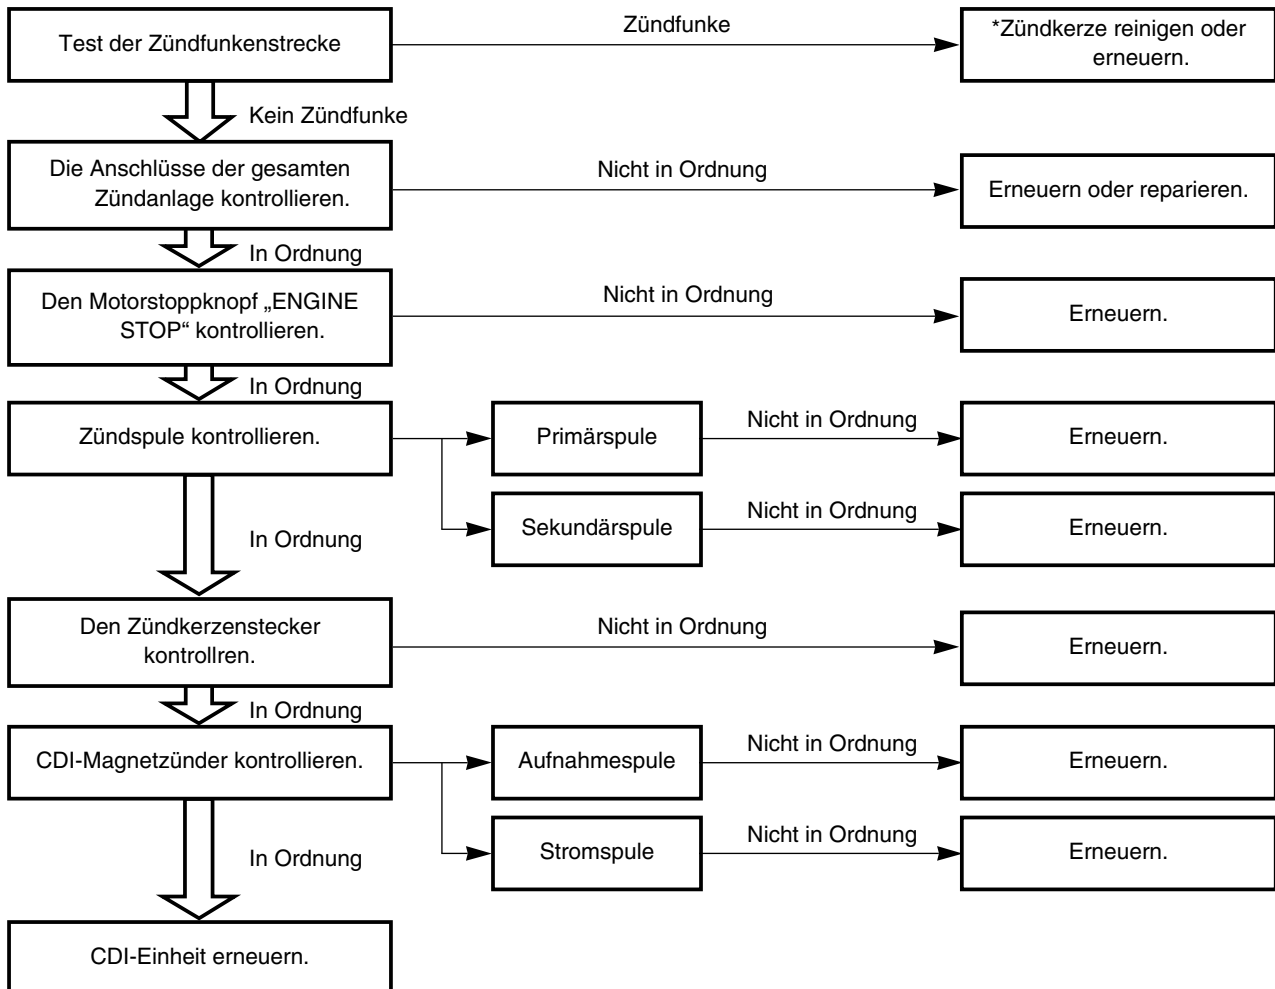 Test der Zündfunkenstrecke
Zündfunke
*Zündkerze reinigen oder
erneuern.
Kein Zündfunke
Die Anschlüsse der gesamten
Zündanlage kontrollieren.
Nicht in Ordnung
Erneuern oder reparieren.
In Ordnung
Den Motorstoppknopf „ENGINE
STOP“ kontrollieren.
Nicht in Ordnung
Erneuern.
In Ordnung
Zündspule kontrollieren.
Primärspule
Nicht in Ordnung
Erneuern.
Sekundärspule
Nicht in Ordnung
Erneuern.
In Ordnung
Den Zündkerzenstecker
kontrollren.
Nicht in Ordnung
Erneuern.
In Ordnung
CDI-Magnetzünder kontrollieren.
Aufnahmespule
Nicht in Ordnung
Erneuern.
Stromspule
Nicht in Ordnung
Erneuern.
In Ordnung
CDI-Einheit erneuern.